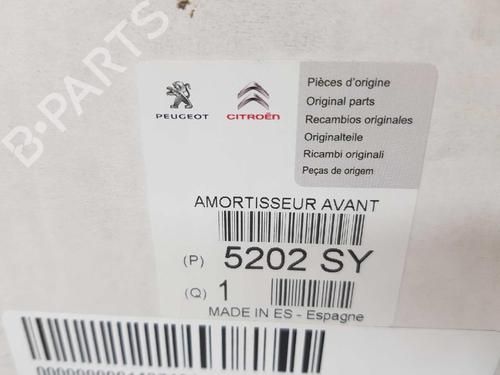 PEUGEOT
CITROËN
Pièces d'origine
Original parts
Recambios originales
Originalteile
Ricambi originali
Peças de origem
AMORTISSEUR AVANT
(P) 5202 SY
(Q) 1
MADE IN ES - Espagne
B-PARTS